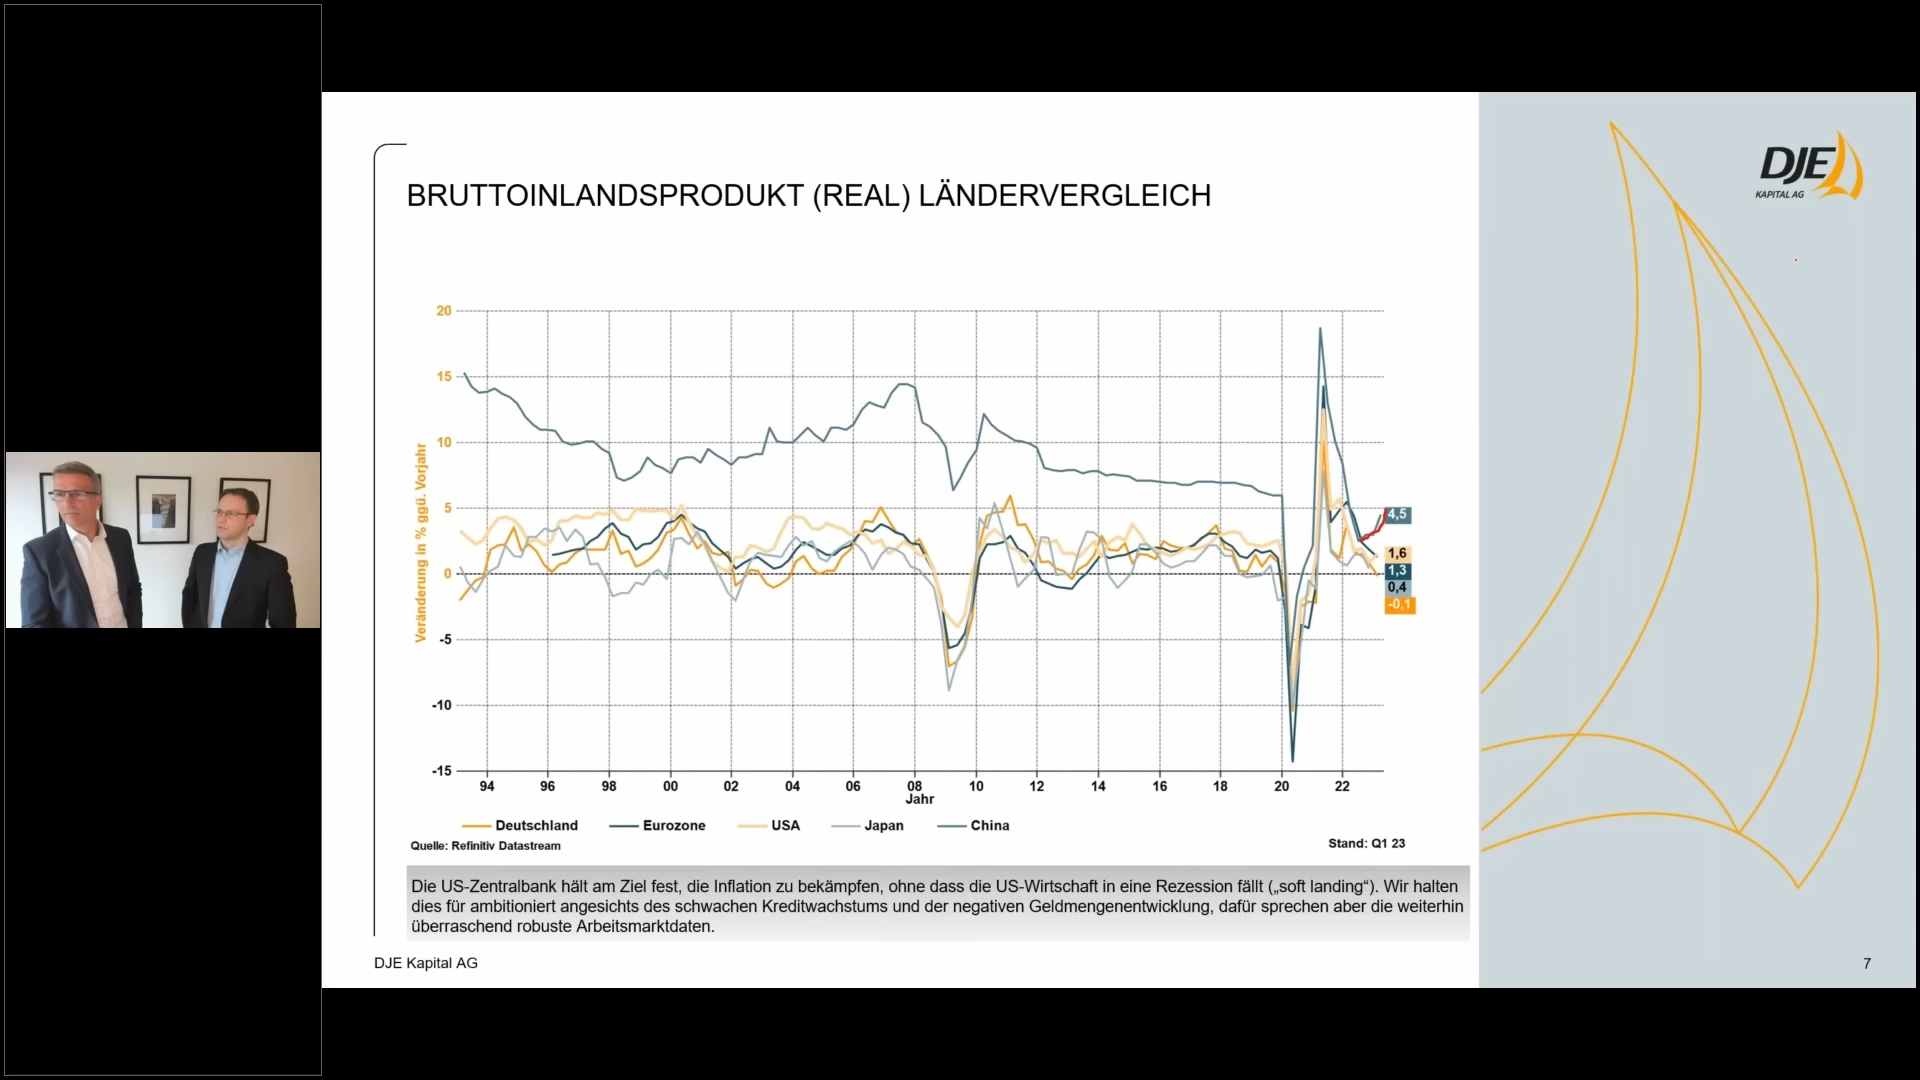 DJE
KAPITAL AG
BRUTTOINLANDSPRODUKT (REAL) LÄNDERVERGLEICH
Veränderung in % ggü. Vorjahr
20
15
10
5
0
-5
-10
-15
4,5
1,6
1,3
0,4
-0,1
94 96 98 00 02 04 06 08 10 12 14 16 18 20 22
Jahr
Deutschland Eurozone USA Japan China
Quelle: Refinitiv Datastream
Stand: Q1 23
Die US-Zentralbank hält am Ziel fest, die Inflation zu bekämpfen, ohne dass die US-Wirtschaft in eine Rezession fällt („soft landing“). Wir halten
dies für ambitioniert angesichts des schwachen Kreditwachstums und der negativen Geldmengenentwicklung, dafür sprechen aber die weiterhin
überraschend robuste Arbeitsmarktdaten.
DJE Kapital AG
7